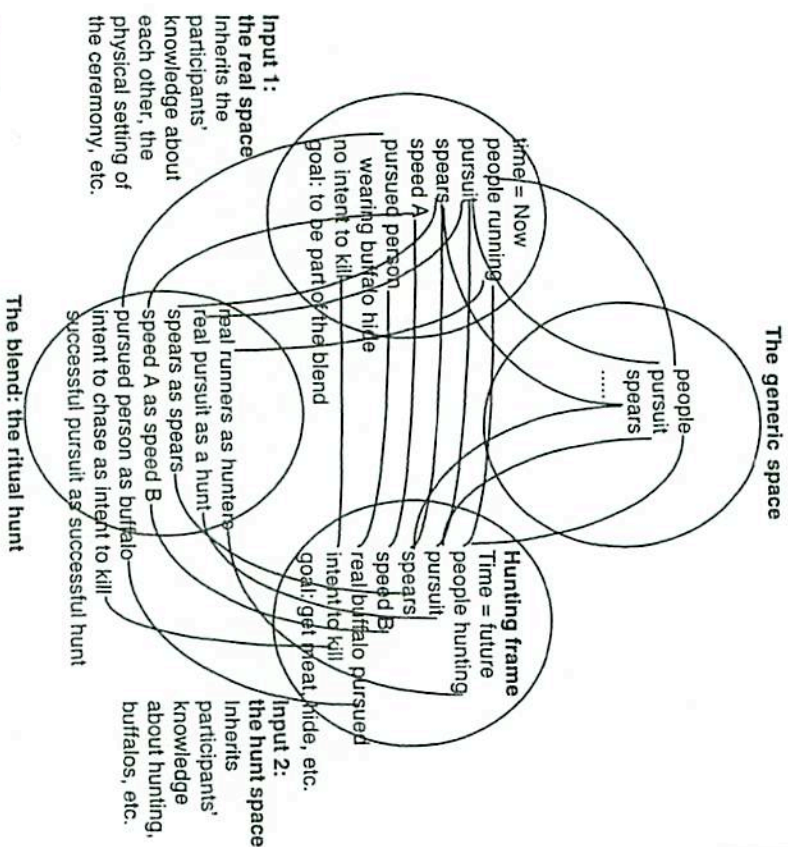 The generic space
people
pursuit
spears
.....
time = Now
people running
pursuit
spears
speed A
pursued person
wearing buffalo hide
no intent to kill
goal: to be part of the blend
Input 1:
the real space
Inherits the
participants'
knowledge about
each other, the
physical setting of
the ceremony, etc.
Hunting frame
Time = future
people hunting
pursuit
spears
speed B
real buffalo pursued
intent to kill
goal: get meat, hide, etc.
Input 2:
the hunt space
Inherits
participants'
knowledge
about hunting,
buffalos, etc.
real runners as hunters
real pursuit as a hunt
spears as spears
speed A as speed B
pursued person as buffalo
intent to chase as intent to kill
successful pursuit as successful hunt
The blend: the ritual hunt